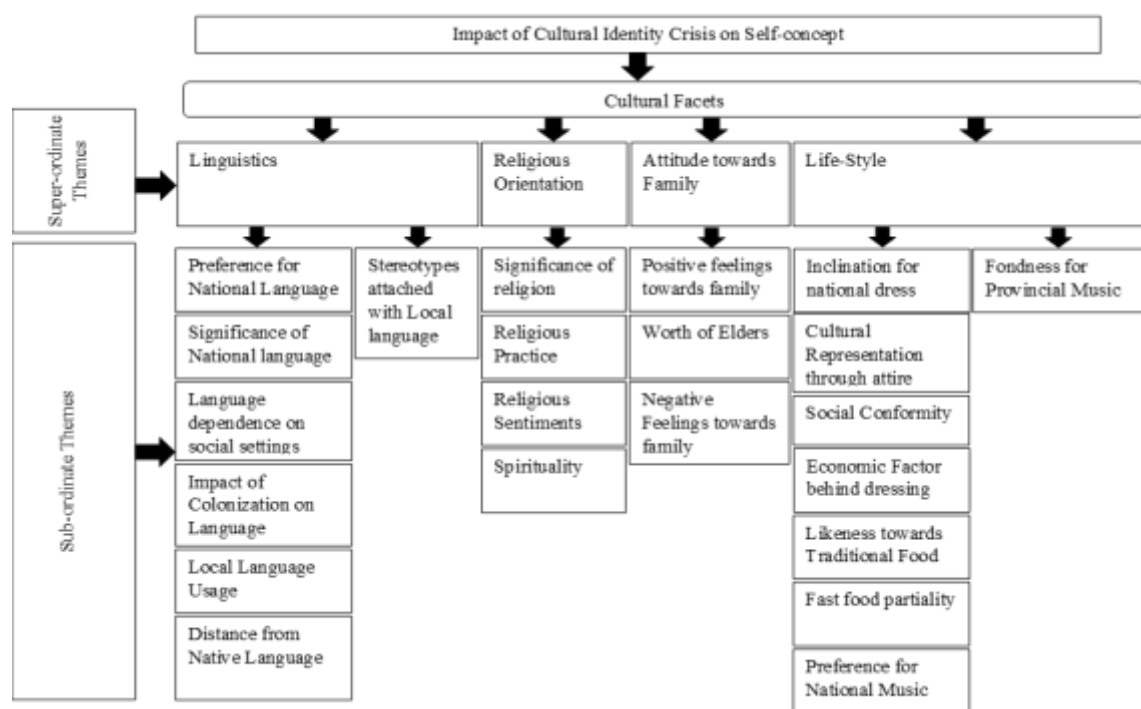 Impact of Cultural Identity Crisis on Self-concept
Cultural Facets
Super-ordinate
Themes
Linguistics
Religious
Orientation
Attitude towards
Family
Life-Style
Sub-ordinate Themes
Preference for
National Language
Significance of
National language
Language
dependence on
social settings
Impact of
Colonization on
Language
Local Language
Usage
Distance from
Native Language
Stereotypes
attached
with Local
language
Significance of
religion
Religious
Practice
Religious
Sentiments
Spirituality
Positive feelings
towards family
Worth of Elders
Negative
Feelings towards
family
Inclination for
national dress
Cultural
Representation
through attire
Social Conformity
Economic Factor
behind dressing
Likeness towards
Traditional Food
Fast food partiality
Preference for
National Music
Fondness for
Provincial Music